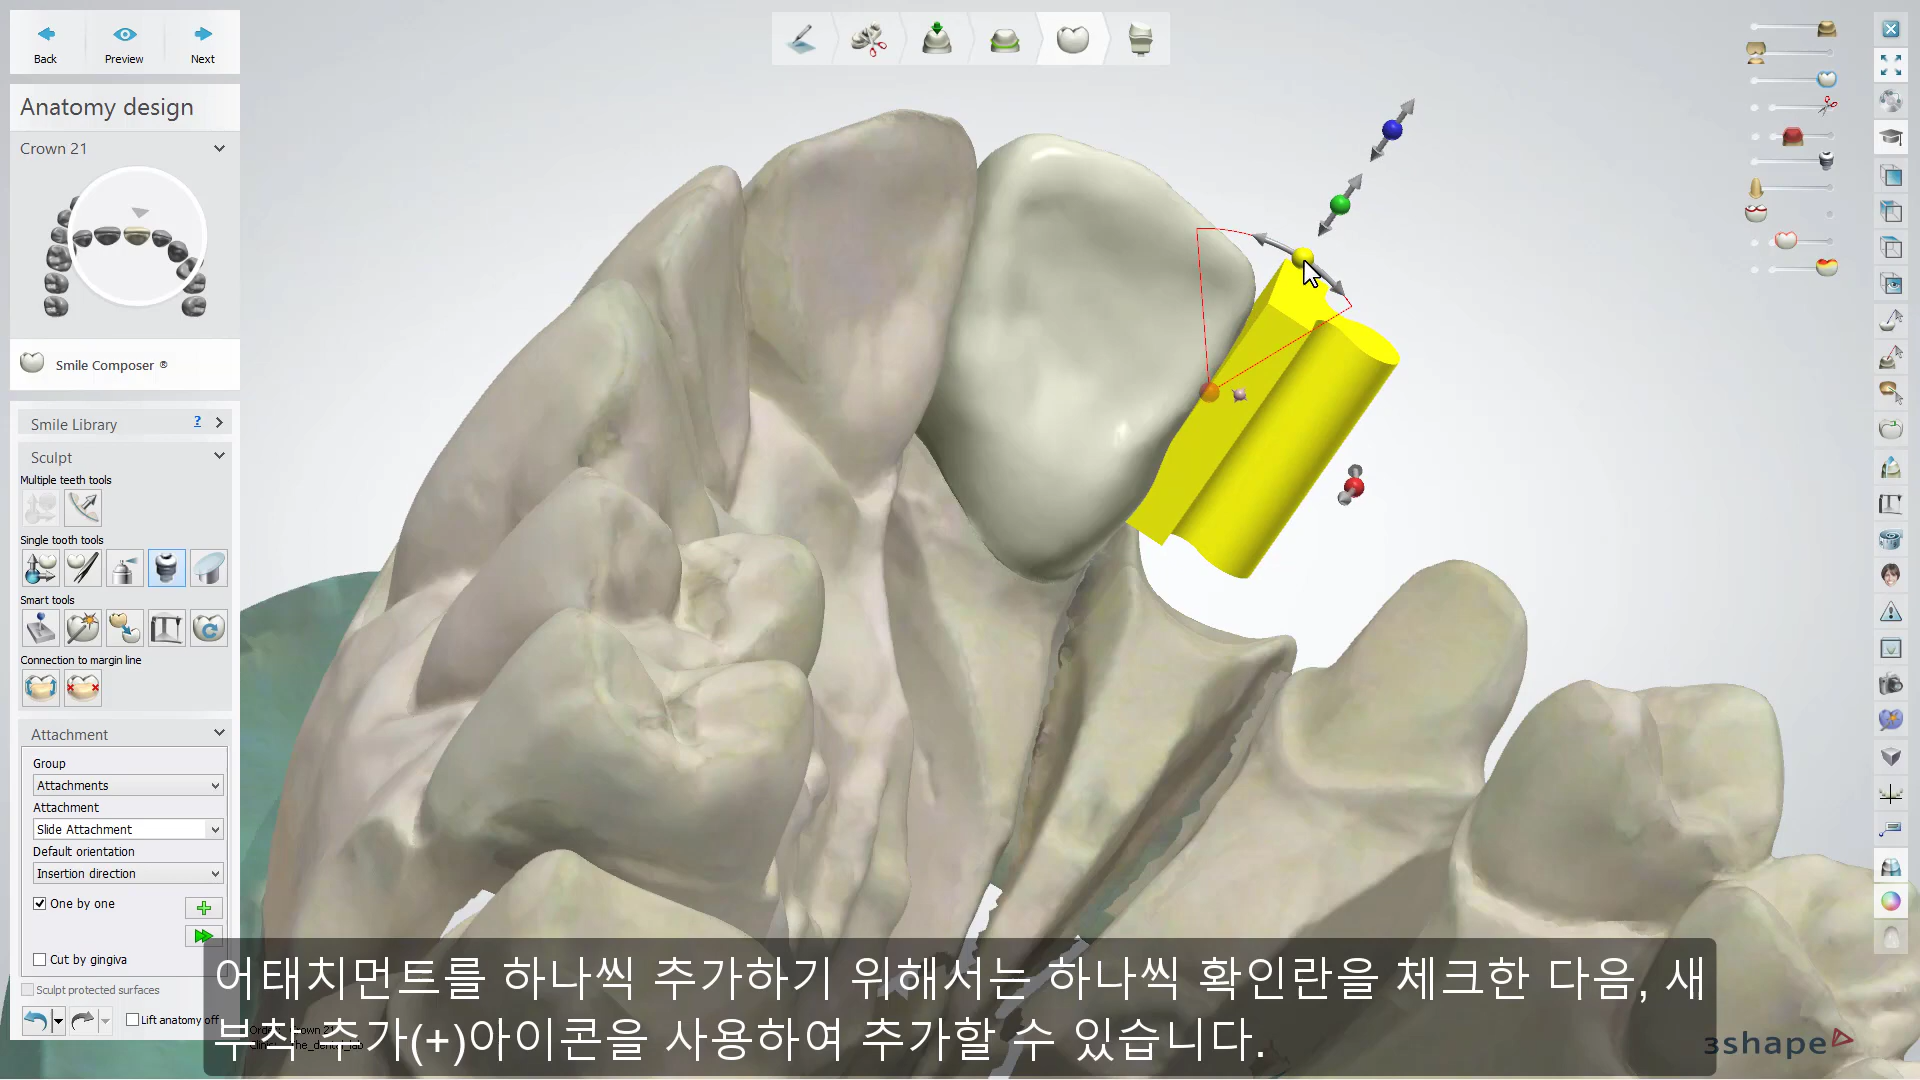 Back
Preview
Next
Anatomy design
Crown 21
Smile Composer ®
Smile Library ?
Sculpt
Multiple teeth tools
Single tooth tools
Smart tools
Connection to margin line
Attachment
Group
Attachments
Attachment
Slide Attachment
Default orientation
Insertion direction
One by one
Cut by gingiva
Sculpt protected surfaces
Lift anatomy off
어태치먼트를 하나씩 추가하기 위해서는 하나씩 확인란을 체크한 다음, 새
부착 추가(+)아이콘을 사용하여 추가할 수 있습니다.
3shape